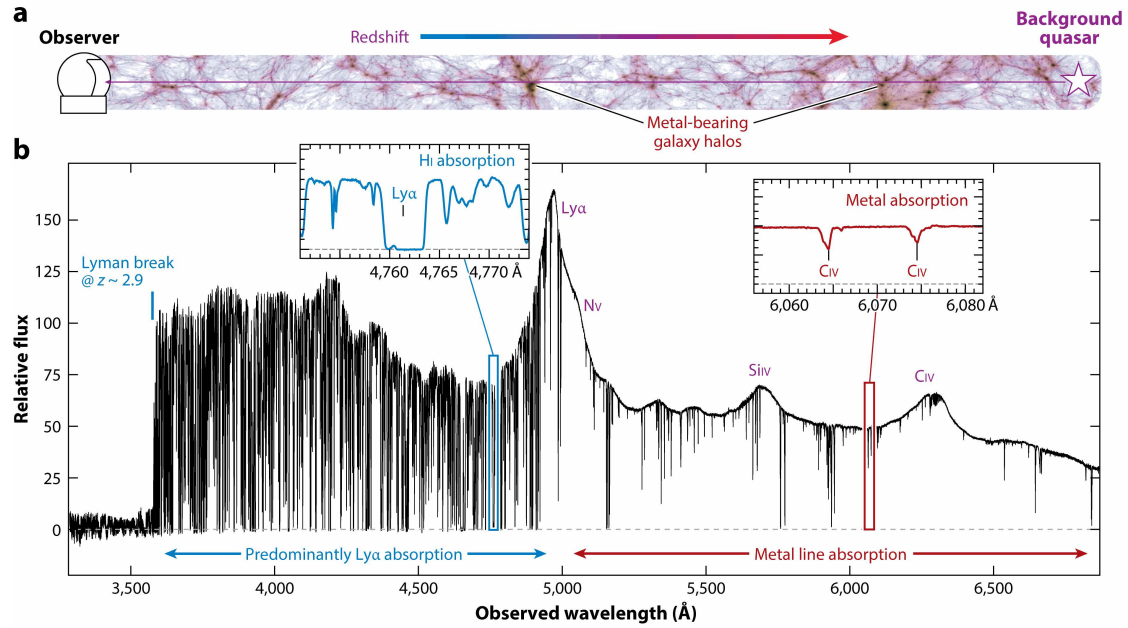 a
Observer
Redshift
Background
quasar
Metal-bearing
galaxy halos
b
HI absorption
Lyα
4,760 4,765 4,770 Å
Metal absorption
CIV CIV
6,060 6,070 6,080 Å
Lyman break
@ z ~ 2.9
Lyα
NV
SiIV
CIV
Relative flux
150
125
100
75
50
25
0
Predominantly Lyα absorption
Metal line absorption
3,500 4,000 4,500 5,000 5,500 6,000 6,500
Observed wavelength (Å)